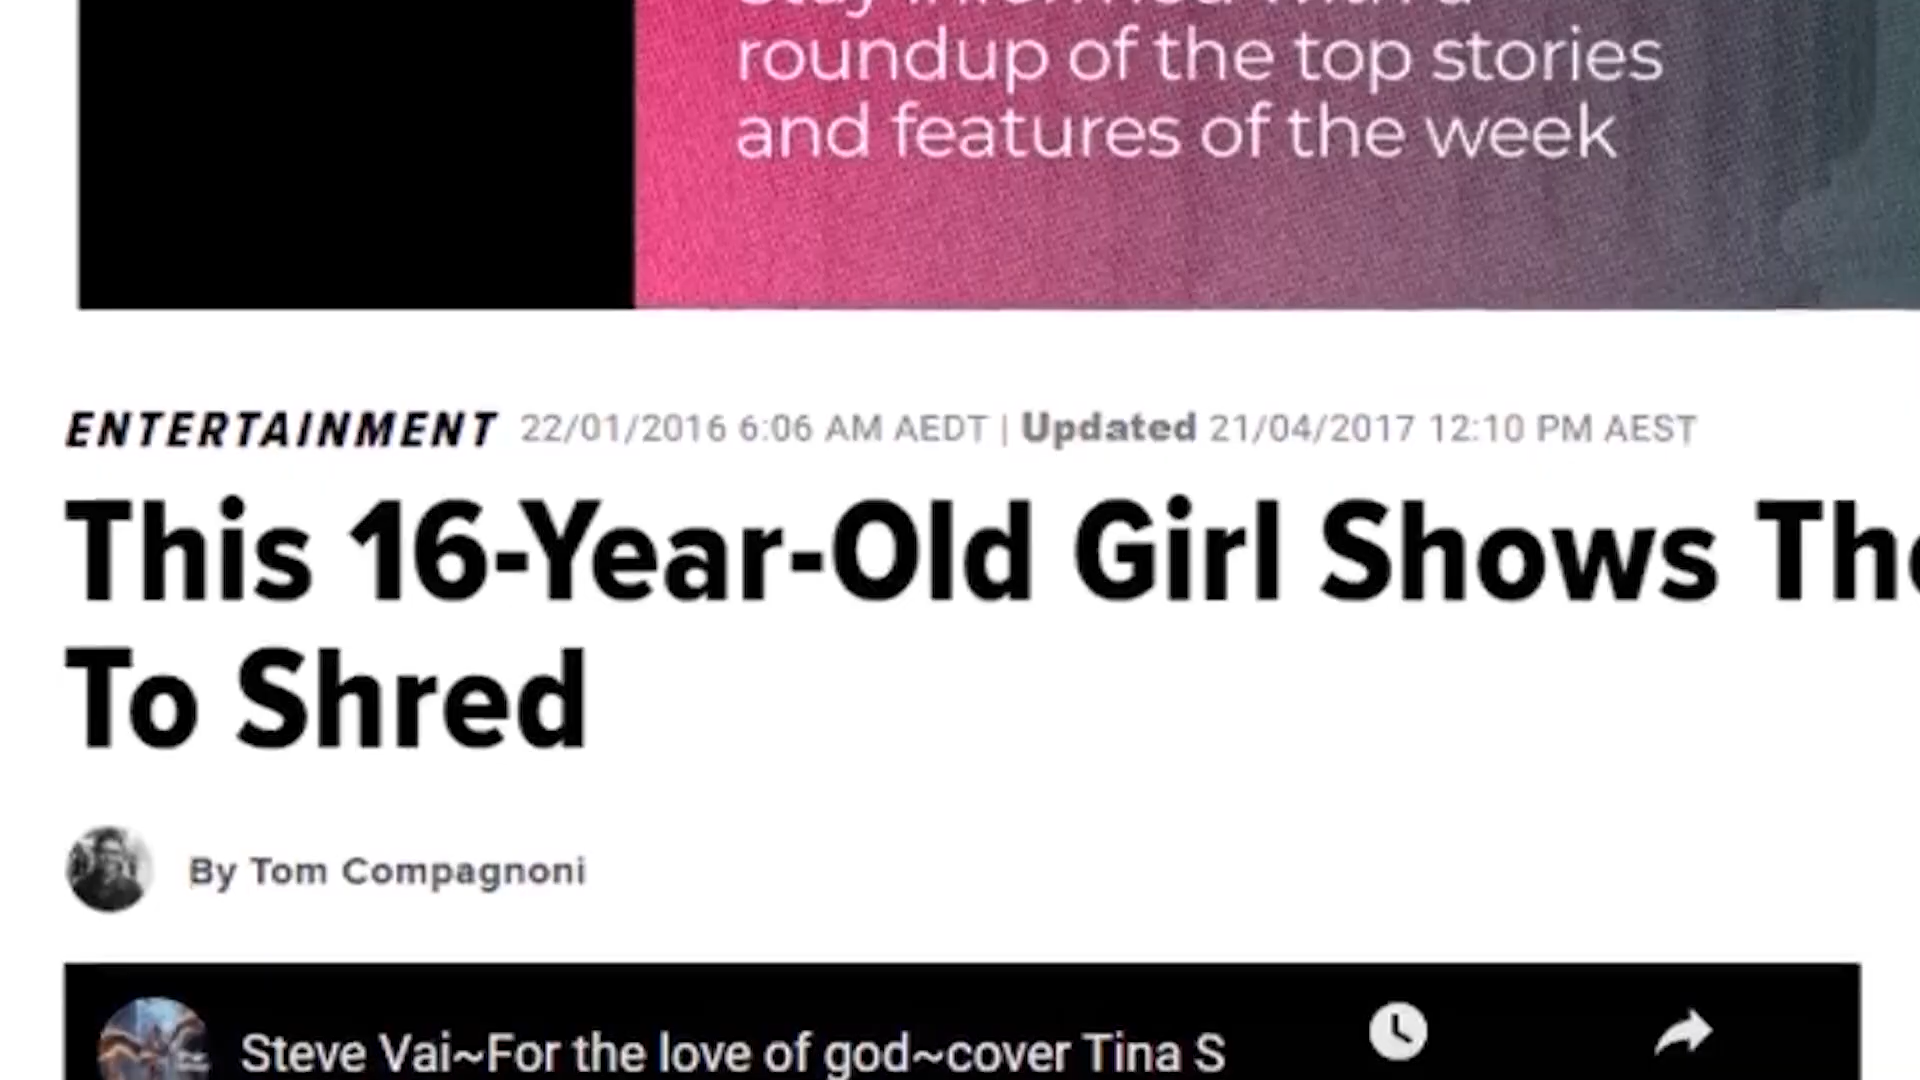 roundup of the top stories
and features of the week
ENTERTAINMENT 22/01/2016 6:06 AM AEDT | Updated 21/04/2017 12:10 PM AEST
This 16-Year-Old Girl Shows
To Shred
By Tom Compagnoni
Steve Vai~For the love of god~cover Tina S